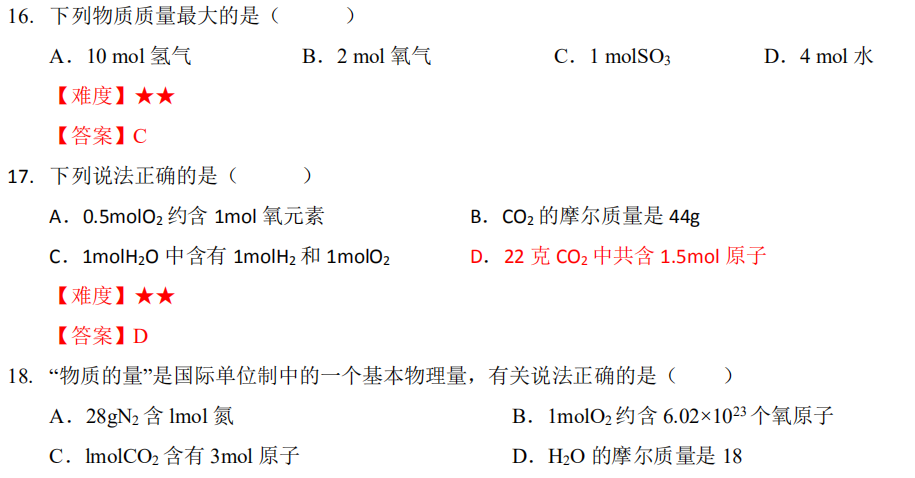 16. 下列物质质量最大的是（　　　）
A．10 mol 氢气　B．2 mol 氧气　C．1 molSO₃　D．4 mol 水
【难度】★★
【答案】C
17. 下列说法正确的是（　　　）
A．0.5molO₂ 约含 1mol 氧元素　B．CO₂ 的摩尔质量是 44g
C．1molH₂O 中含有 1molH₂ 和 1molO₂　D．22 克 CO₂ 中共含 1.5mol 原子
【难度】★★
【答案】D
18. “物质的量”是国际单位制中的一个基本物理量，有关说法正确的是（　　）
A．28gN₂ 含 lmol 氮　B．1molO₂ 约含 6.02×10²³ 个氧原子
C．lmolCO₂ 含有 3mol 原子　D．H₂O 的摩尔质量是 18